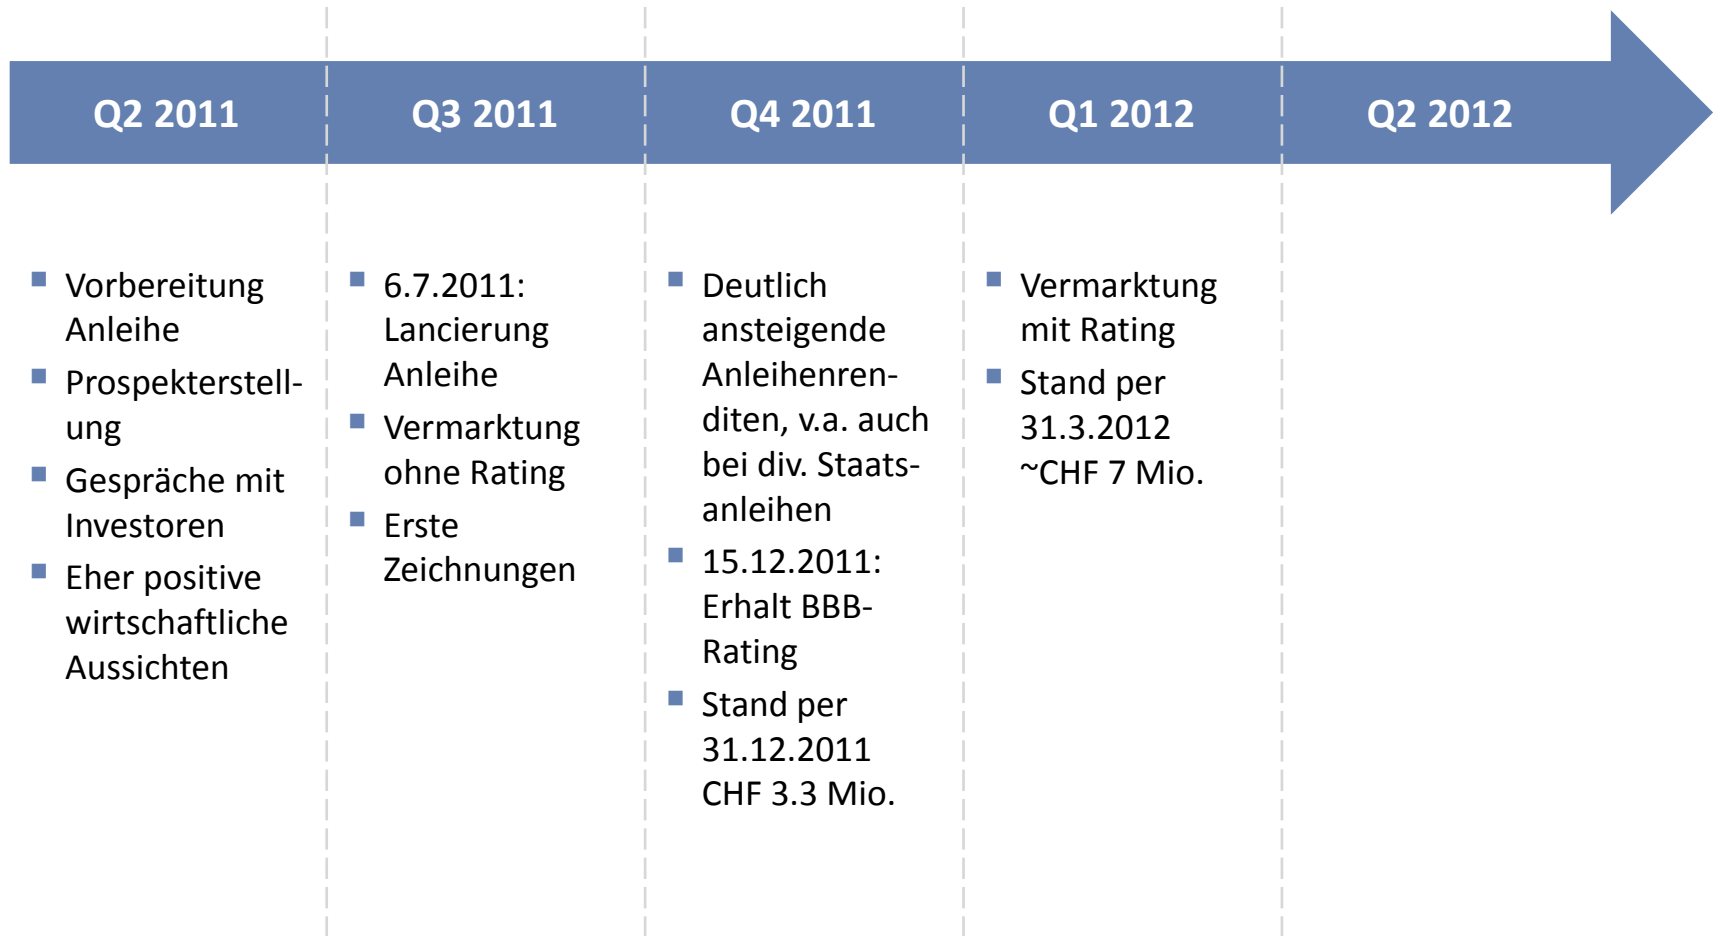 Q2 2011
Q3 2011
Q4 2011
Q1 2012
Q2 2012
Vorbereitung
Anleihe
Prospekterstell-
ung
Gespräche mit
Investoren
Eher positive
wirtschaftliche
Aussichten
6.7.2011:
Lancierung
Anleihe
Vermarktung
ohne Rating
Erste
Zeichnungen
Deutlich
ansteigende
Anleihenren-
diten, v.a. auch
bei div. Staats-
anleihen
15.12.2011:
Erhalt BBB-
Rating
Stand per
31.12.2011
CHF 3.3 Mio.
Vermarktung
mit Rating
Stand per
31.3.2012
~CHF 7 Mio.